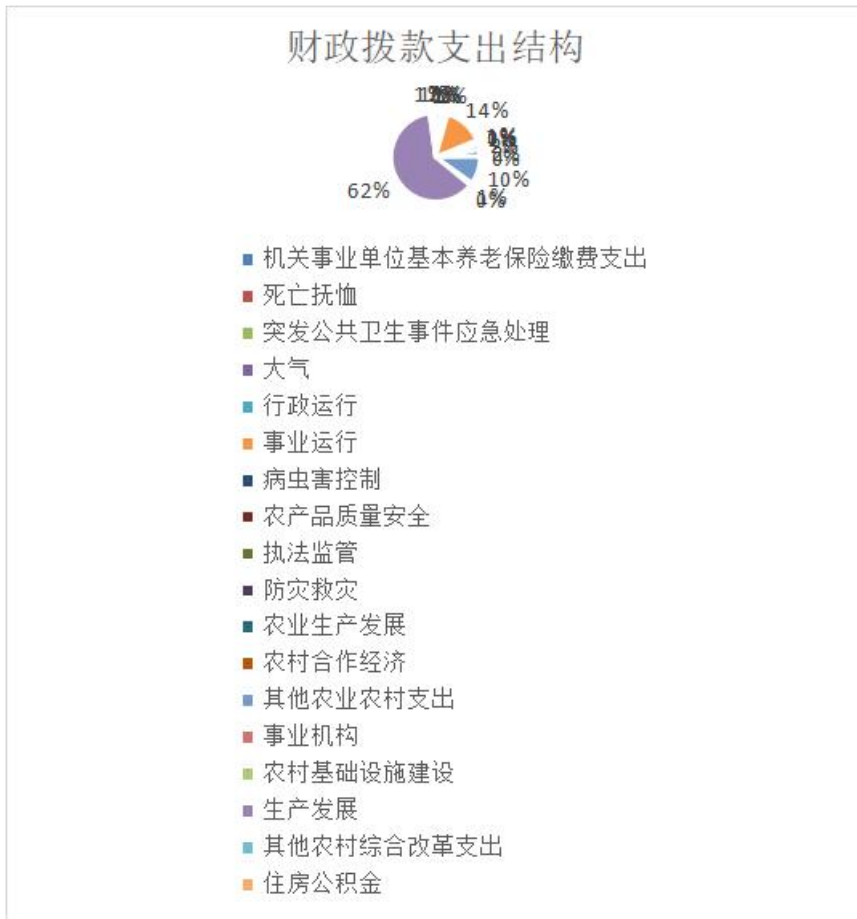 财政拨款支出结构
14%
10%
62%
机关事业单位基本养老保险缴费支出
死亡抚恤
突发公共卫生事件应急处理
大气
行政运行
事业运行
病虫害控制
农产品质量安全
执法监管
防灾救灾
农业生产发展
农村合作经济
其他农业农村支出
事业机构
农村基础设施建设
生产发展
其他农村综合改革支出
住房公积金